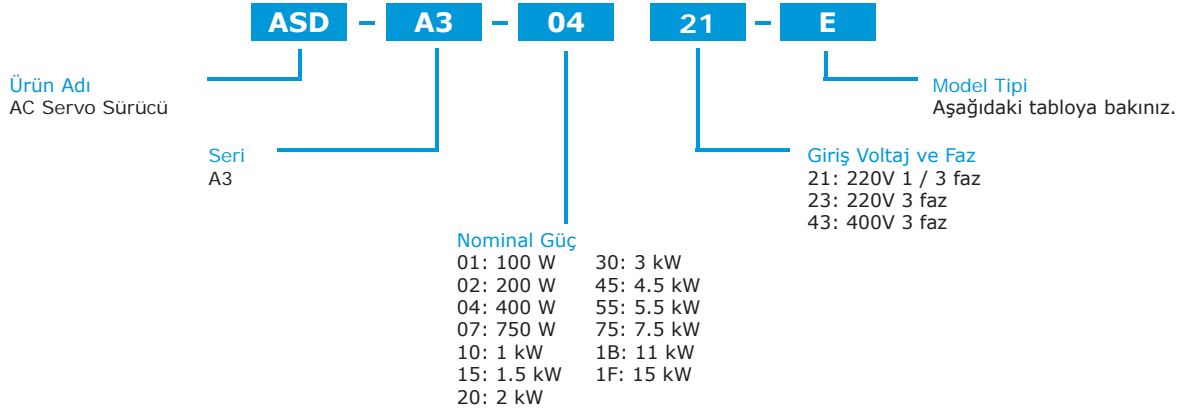 ASD - A3 - 04 21 - E
Ürün Adı
AC Servo Sürücü
Model Tipi
Aşağıdaki tabloya bakınız.
Seri
A3
Giriş Voltaj ve Faz
21: 220V 1 / 3 faz
23: 220V 3 faz
43: 400V 3 faz
Nominal Güç
01: 100 W 30: 3 kW
02: 200 W 45: 4.5 kW
04: 400 W 55: 5.5 kW
07: 750 W 75: 7.5 kW
10: 1 kW 1B: 11 kW
15: 1.5 kW 1F: 15 kW
20: 2 kW